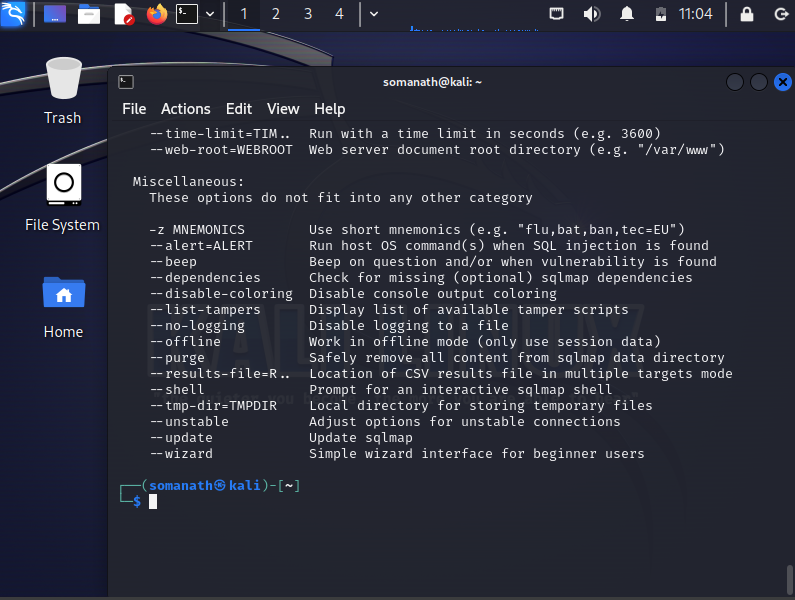 1 2 3 4
11:04
somanath@kali: ~
File Actions Edit View Help
Trash
File System
Home
--time-limit=TIM.. Run with a time limit in seconds (e.g. 3600)
--web-root=WEBROOT Web server document root directory (e.g. "/var/www")
Miscellaneous:
These options do not fit into any other category
-z MNEMONICS Use short mnemonics (e.g. "flu,bat,ban,tec=EU")
--alert=ALERT Run host OS command(s) when SQL injection is found
--beep Beep on question and/or when vulnerability is found
--dependencies Check for missing (optional) sqlmap dependencies
--disable-coloring Disable console output coloring
--list-tampers Display list of available tamper scripts
--no-logging Disable logging to a file
--offline Work in offline mode (only use session data)
--purge Safely remove all content from sqlmap data directory
--results-file=R.. Location of CSV results file in multiple targets mode
--shell Prompt for an interactive sqlmap shell
--tmp-dir=TMPDIR Local directory for storing temporary files
--unstable Adjust options for unstable connections
--update Update sqlmap
--wizard Simple wizard interface for beginner users
┌──(somanath㉿kali)-[~]
└─$
KALI LINUX